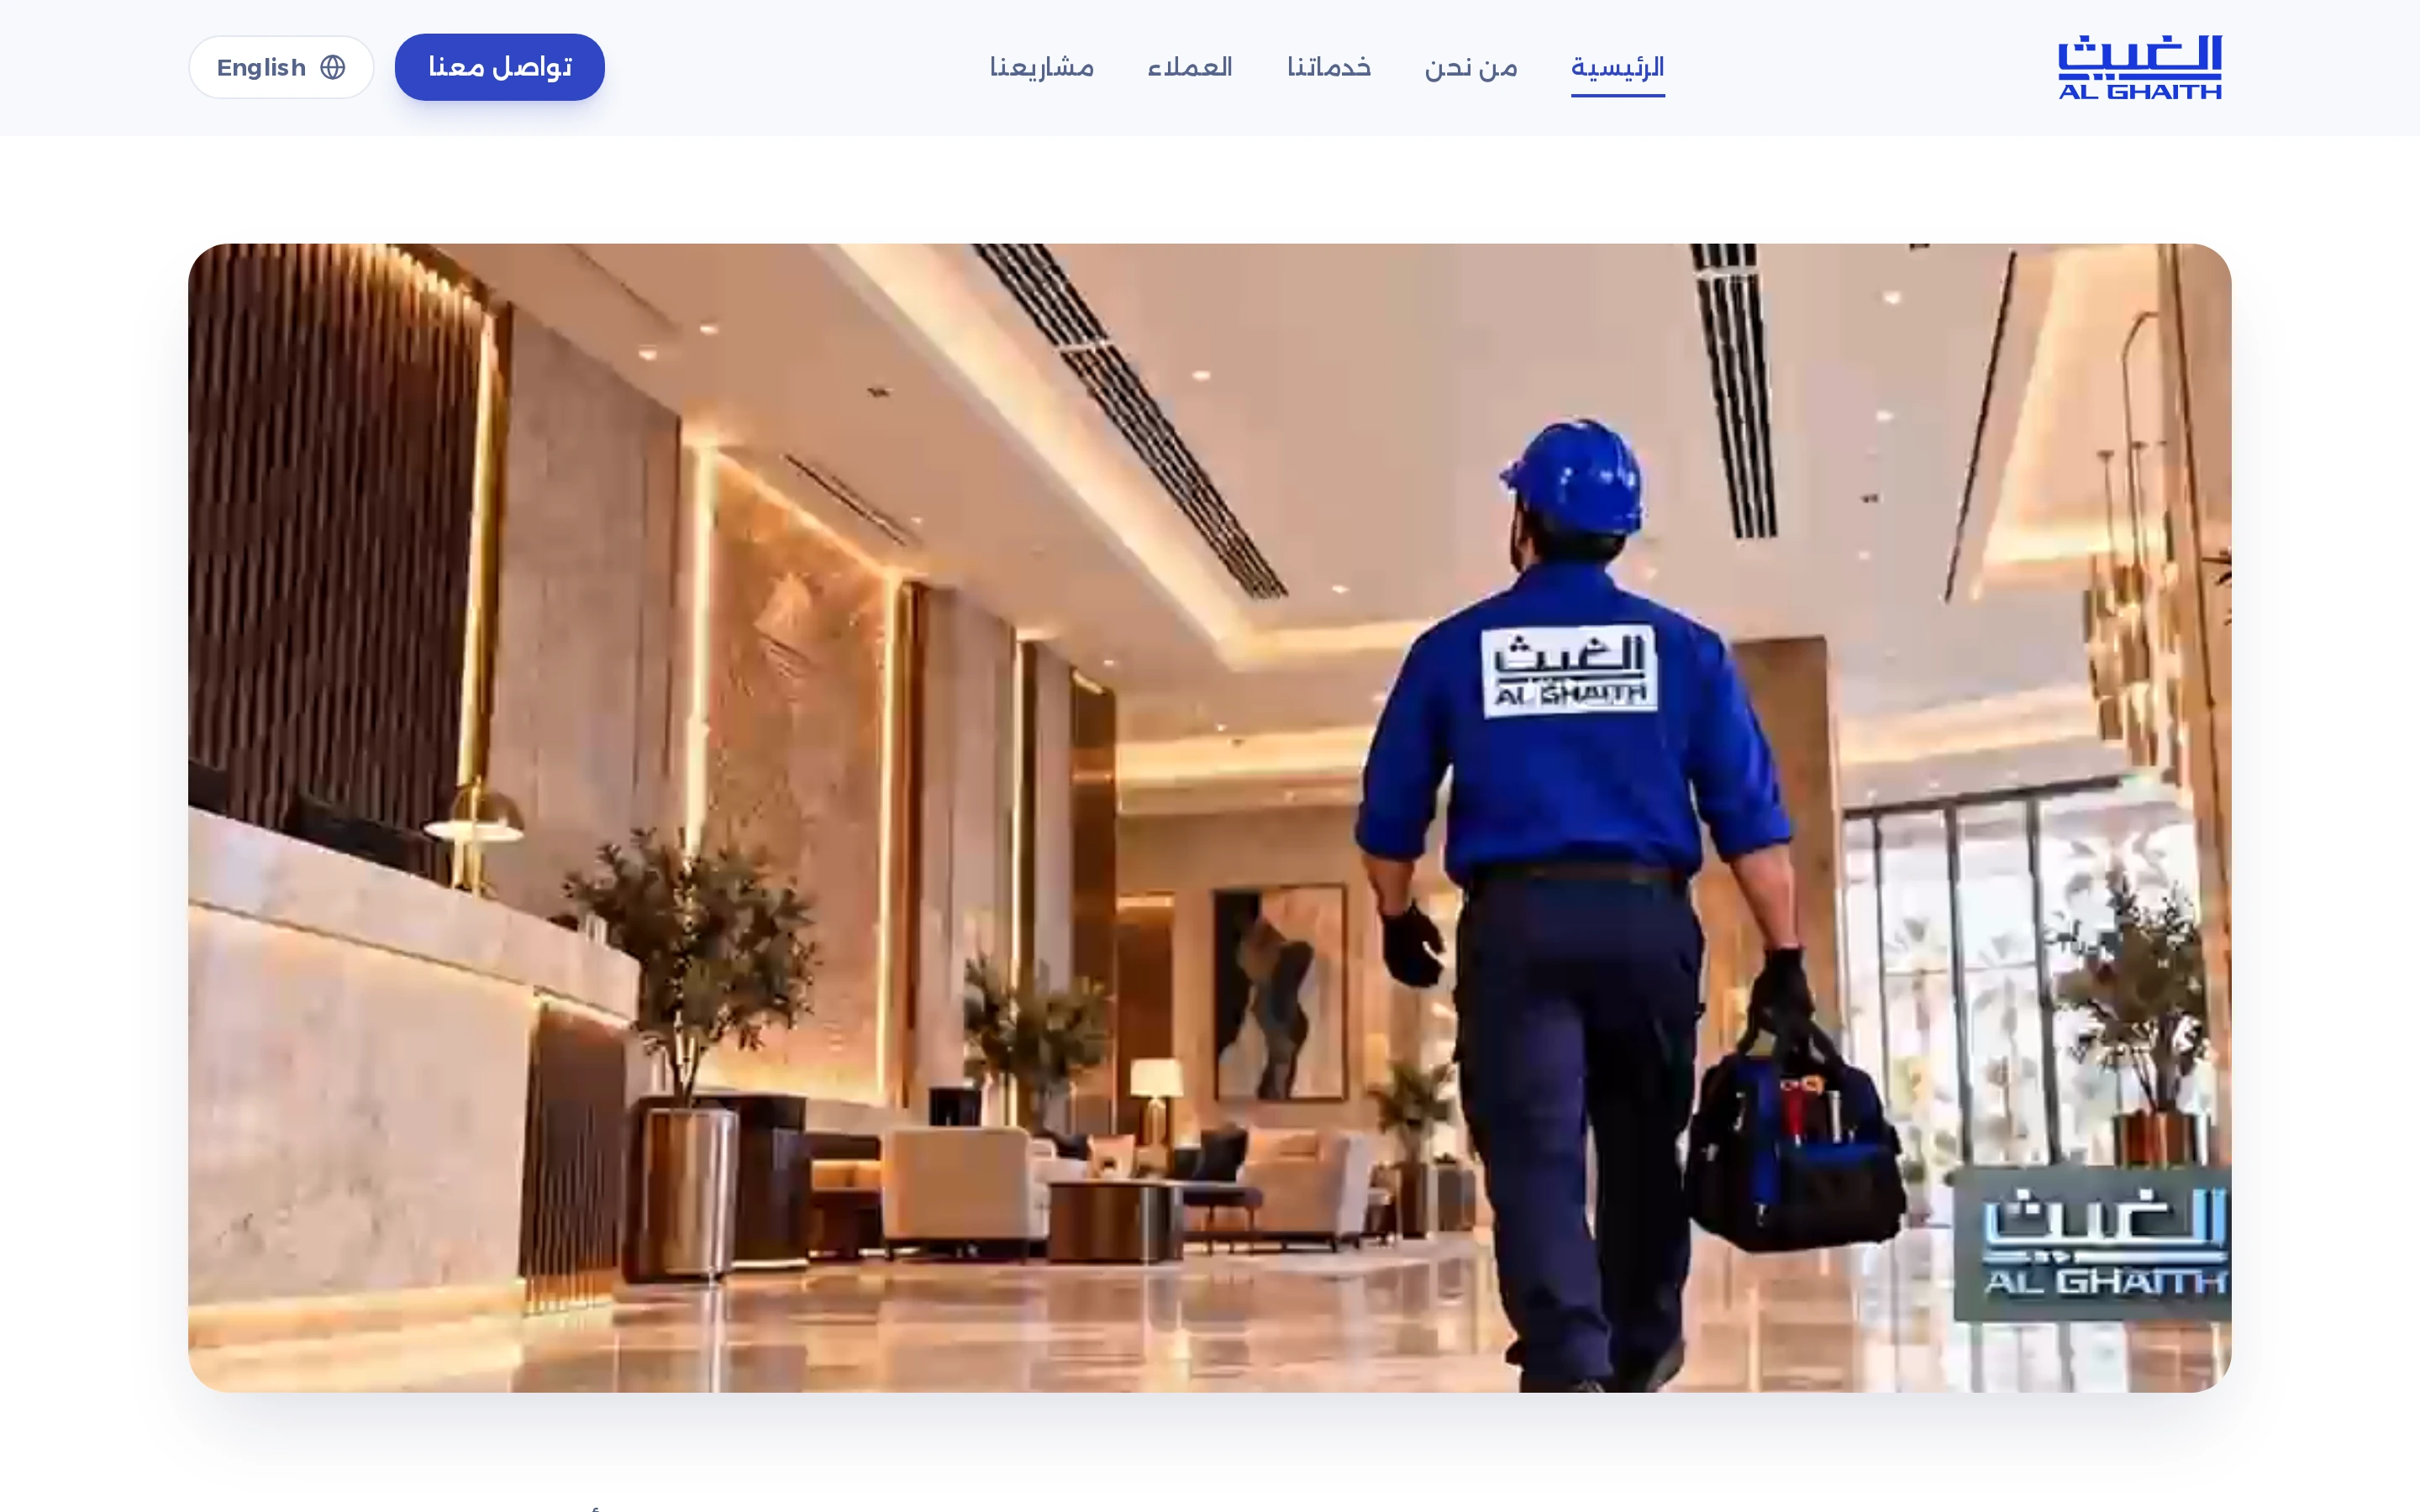 الغيث
AL GHAITH
الرئيسية
من نحن
خدماتنا
العملاء
مشاريعنا
تواصل معنا
English
الغيث
AL GHAITH
الغيث
AL GHAITH